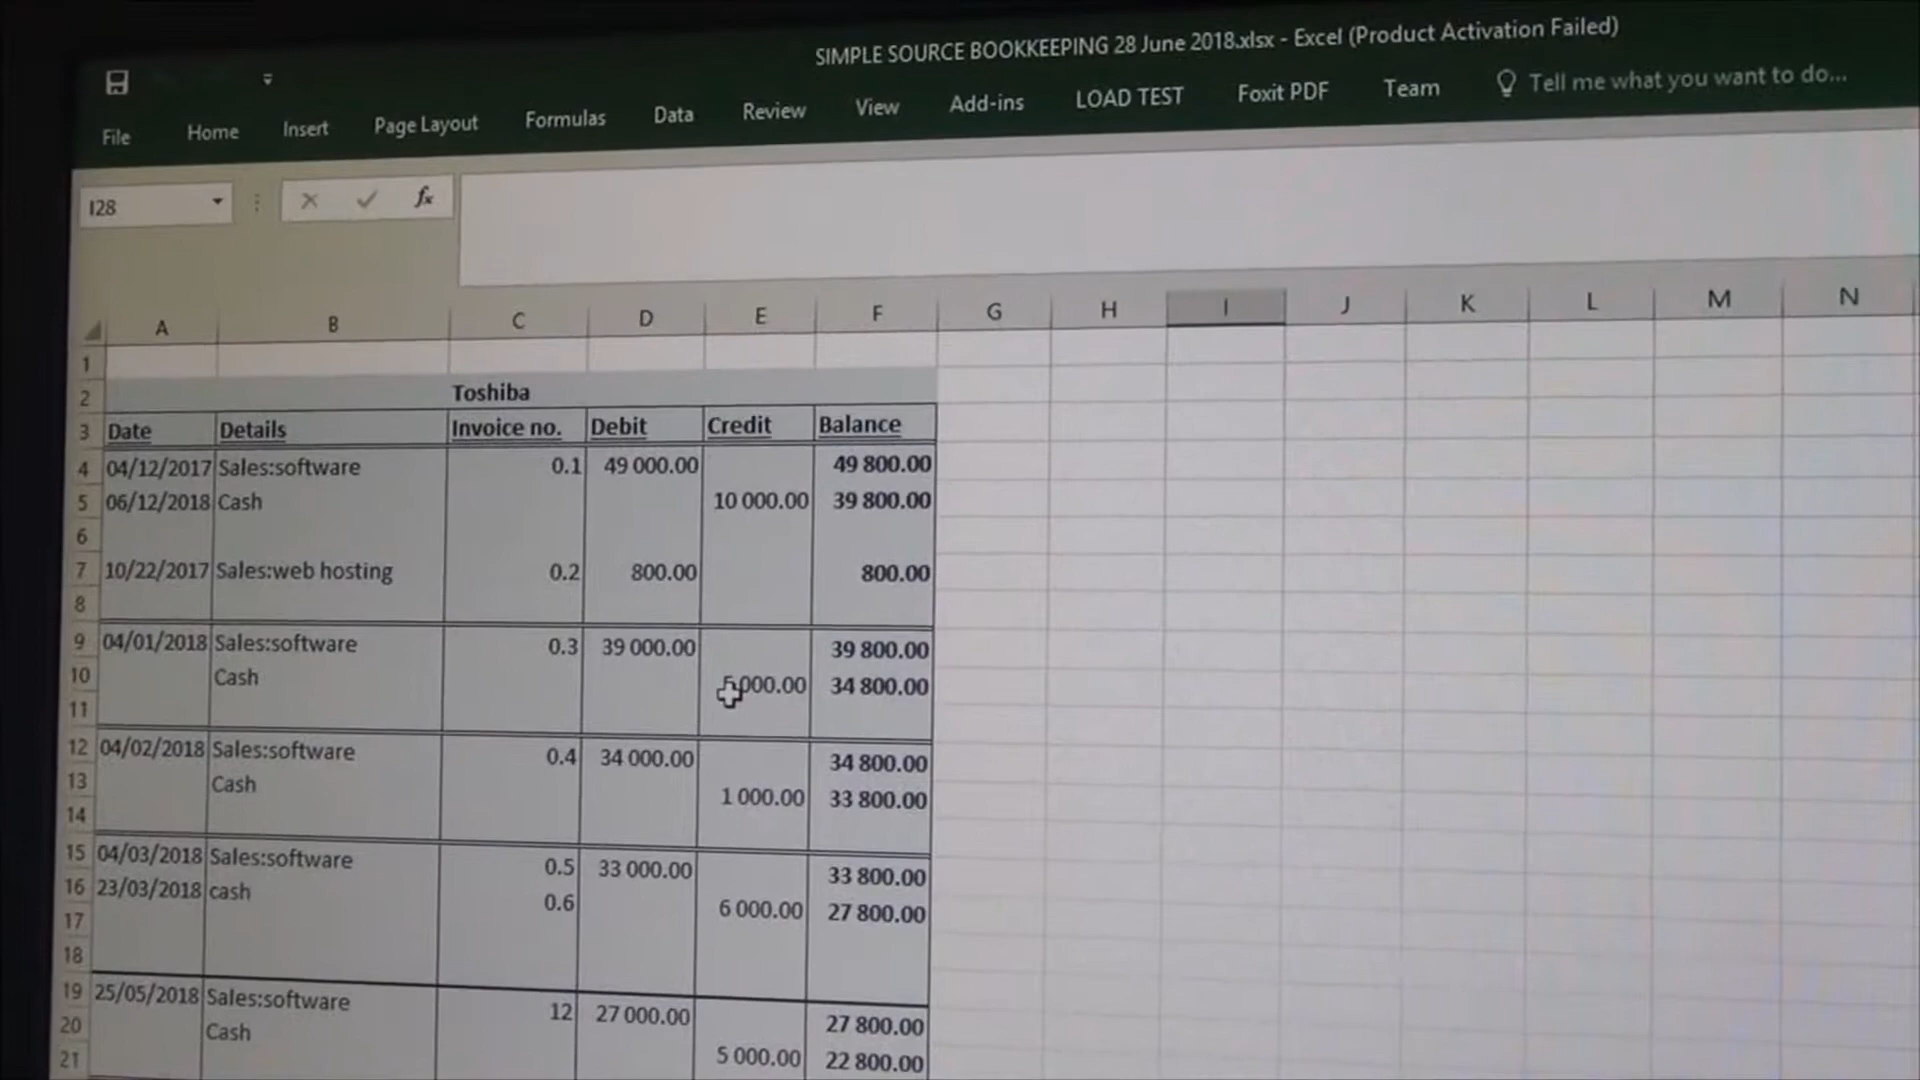 SIMPLE SOURCE BOOKKEEPING 28 June 2018.xlsx - Excel (Product Activation Failed)
File Home Insert Page Layout Formulas Data Review View Add-ins LOAD TEST Foxit PDF Team Tell me what you want to do...
I28 fx
A B C D E F G H I J K L M N
1
2 Toshiba
3 Date Details Invoice no. Debit Credit Balance
4 04/12/2017 Sales:software 0.1 49 000.00 49 800.00
5 06/12/2018 Cash 10 000.00 39 800.00
6
7 10/22/2017 Sales:web hosting 0.2 800.00 800.00
8
9 04/01/2018 Sales:software 0.3 39 000.00 39 800.00
10 Cash 5 000.00 34 800.00
11
12 04/02/2018 Sales:software 0.4 34 000.00 34 800.00
13 Cash 1 000.00 33 800.00
14
15 04/03/2018 Sales:software 0.5 33 000.00 33 800.00
16 23/03/2018 cash 0.6 6 000.00 27 800.00
17
18
19 25/05/2018 Sales:software 12 27 000.00 27 800.00
20 Cash 5 000.00 22 800.00
21